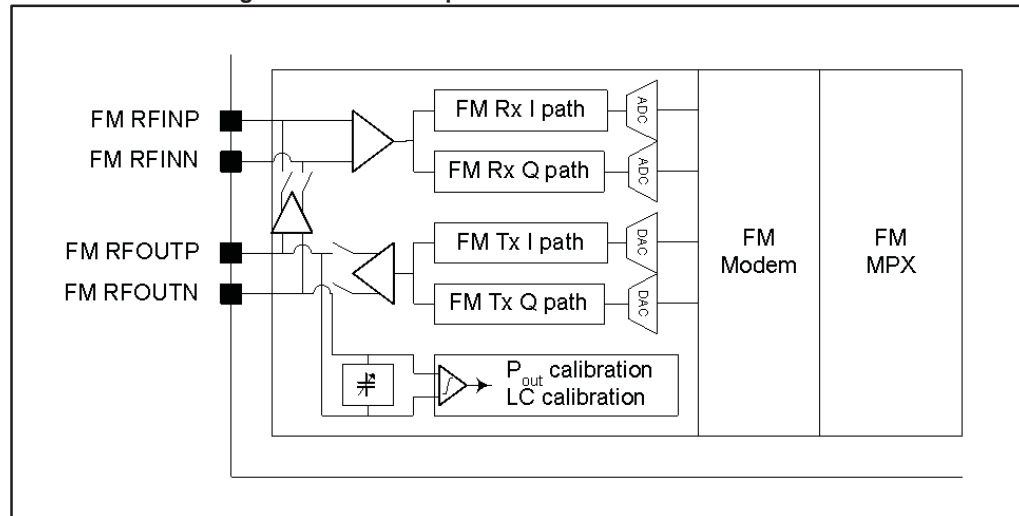 FM RFINP
FM RFINN
FM RFOUTP
FM RFOUTN
FM Rx I path
ADC
FM Rx Q path
ADC
FM Tx I path
DAC
FM Tx Q path
DAC
Pout calibration
LC calibration
FM
Modem
FM
MPX